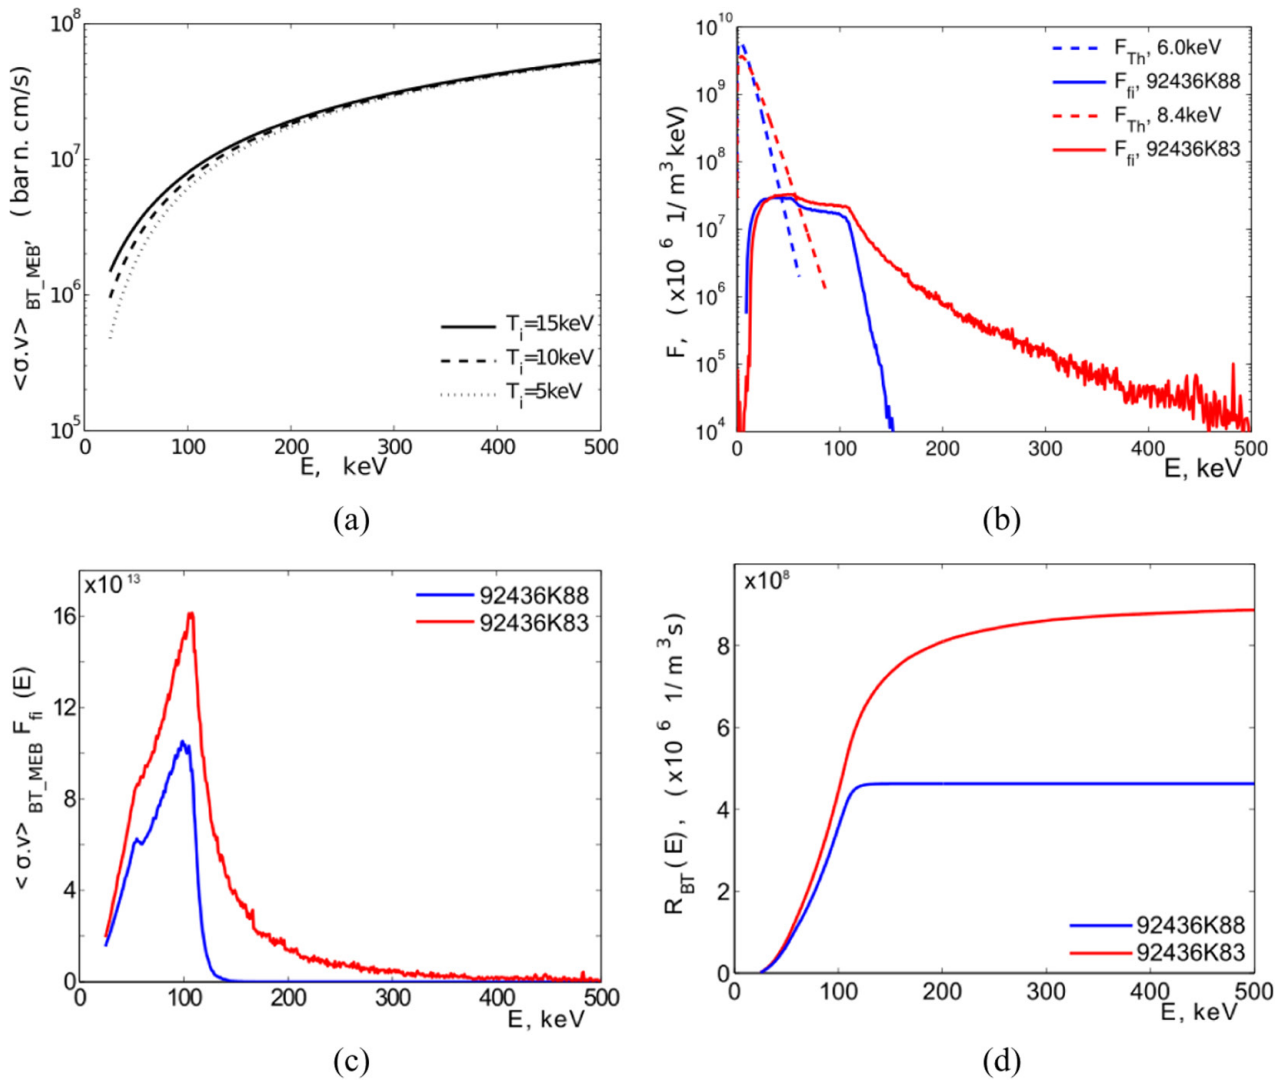 10^8
10^7
10^6
10^5
<σ.v> BT_MEB, (barn. cm/s)
T_i=15keV
T_i=10keV
T_i=5keV
0 100 200 300 400 500
E, keV
(a)
10^10
10^9
10^8
10^7
10^6
10^5
10^4
F, (x10^6 1/m^3 keV)
F_Th, 6.0keV
F_fi, 92436K88
F_Th, 8.4keV
F_fi, 92436K83
0 100 200 300 400 500
E, keV
(b)
x10^13
16
12
8
4
0
<σ.v> BT_MEB F_fi (E)
92436K88
92436K83
0 100 200 300 400 500
E, keV
(c)
x10^8
8
6
4
2
0
R_BT(E), (x10^6 1/m^3s)
92436K88
92436K83
0 100 200 300 400 500
E, keV
(d)